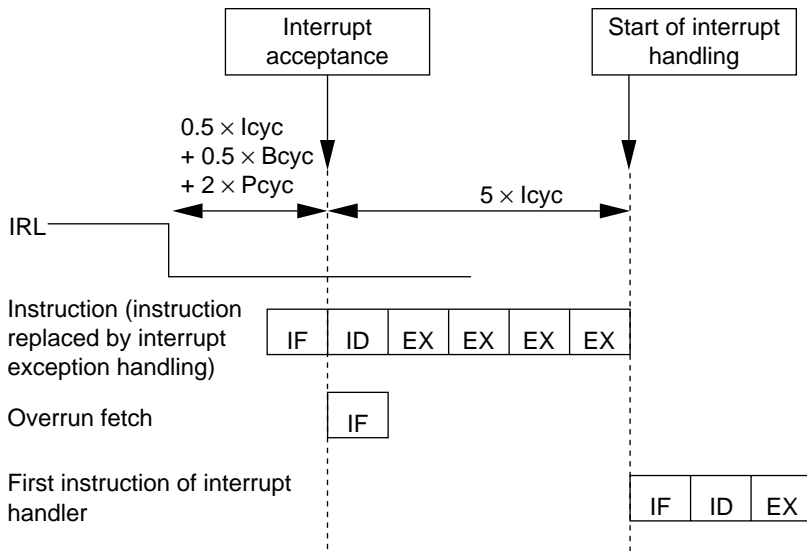 Interrupt
acceptance
Start of interrupt
handling
0.5 × Icyc
+ 0.5 × Bcyc
+ 2 × Pcyc
5 × Icyc
IRL
Instruction (instruction
replaced by interrupt
exception handling)
IF ID EX EX EX EX
Overrun fetch
IF
First instruction of interrupt
handler
IF ID EX